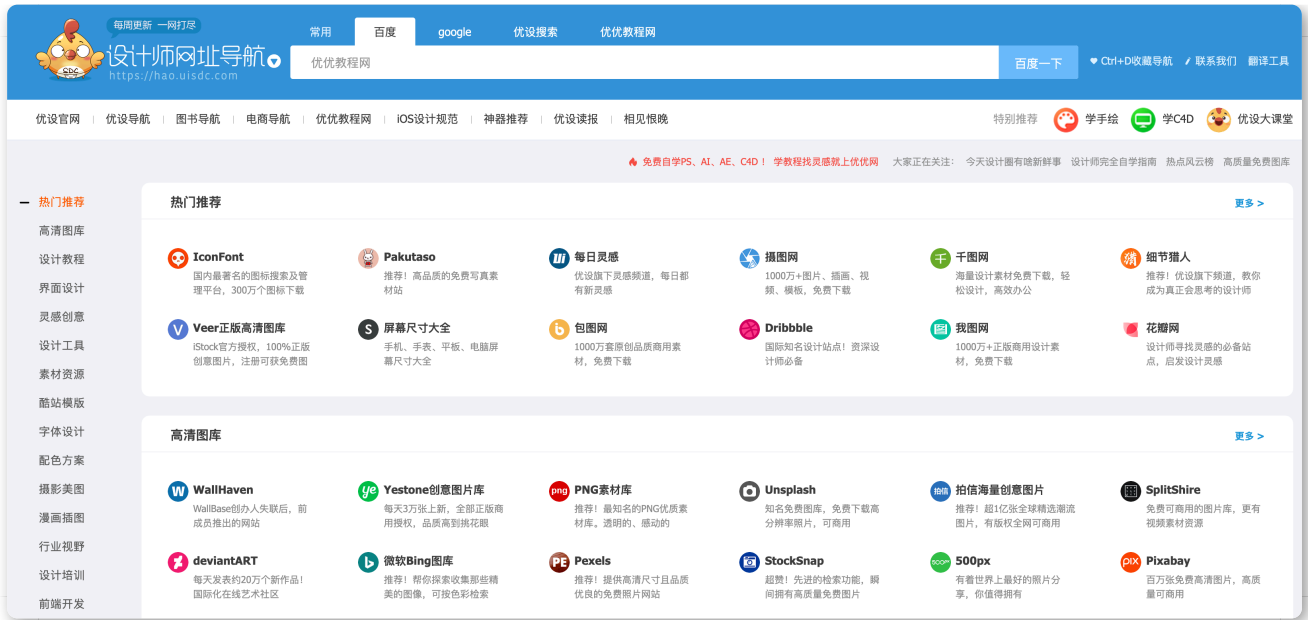 每周更新 一网打尽
设计师网址导航
https://hao.uisdc.com
SDC
常用 百度 google 优设搜索 优优教程网
优优教程网
百度一下
Ctrl+D收藏导航 联系我们 翻译工具
优设官网 优设导航 图书导航 电商导航 优优教程网 iOS设计规范 神器推荐 优设读报 相见恨晚
特别推荐 学手绘 学C4D 优设大课堂
免费自学PS、AI、AE、C4D！ 学教程找灵感就上优优网 大家正在关注： 今天设计圈有啥新鲜事 设计师完全自学指南 热点风云榜 高质量免费图库
热门推荐
高清图库
设计教程
界面设计
灵感创意
设计工具
素材资源
酷站模版
字体设计
配色方案
摄影美图
漫画插图
行业视野
设计培训
前端开发
热门推荐
更多 >
IconFont
国内最著名的图标搜索及管
理平台，300万个图标下载
Pakutaso
推荐！高品质的免费写真素
材站
Ui
每日灵感
优设旗下灵感频道，每日都
有新灵感
摄图网
1000万+图片、插画、视
频、模板，免费下载
千
千图网
海量设计素材免费下载，轻
松设计，高效办公
细节猎人
推荐！优设旗下频道，教你
成为真正会思考的设计师
V
Veer正版高清图库
iStock官方授权，100%正版
创意图片，注册可获免费图
S
屏幕尺寸大全
手机、手表、平板、电脑屏
幕尺寸大全
b
包图网
1000万套原创品质商用素
材，免费下载
Dribbble
国际知名设计站点！资深设
计师必备
我图网
1000万+正版商用设计素
材，免费下载
花瓣网
设计师寻找灵感的必备站
点，启发设计灵感
高清图库
更多 >
W
WallHaven
WallBase创办人失联后，前
成员推出的网站
ye
Yestone创意图片库
每天3万张上新，全部正版商
用授权，品质高到挑花眼
png
PNG素材库
推荐！最知名的PNG优质素
材库。透明的、感动的
Unsplash
知名免费图库，免费下载高
分辨率照片，可商用
拍信
拍信海量创意图片
推荐！超1亿张全球精选潮流
图片，有版权全网可商用
SplitShire
免费可商用的图片库，更有
视频素材资源
deviantART
每天发表约20万个新作品！
国际化在线艺术社区
b
微软Bing图库
推荐！帮你探索收集那些精
美的图像，可按色彩检索
PE
Pexels
推荐！提供高清尺寸且品质
优良的免费照片网站
StockSnap
超赞！先进的检索功能，瞬
间拥有高质量免费图片
500px
500px
有着世界上最好的照片分
享，你值得拥有
pix
Pixabay
百万张免费高清图片，高质
量可商用